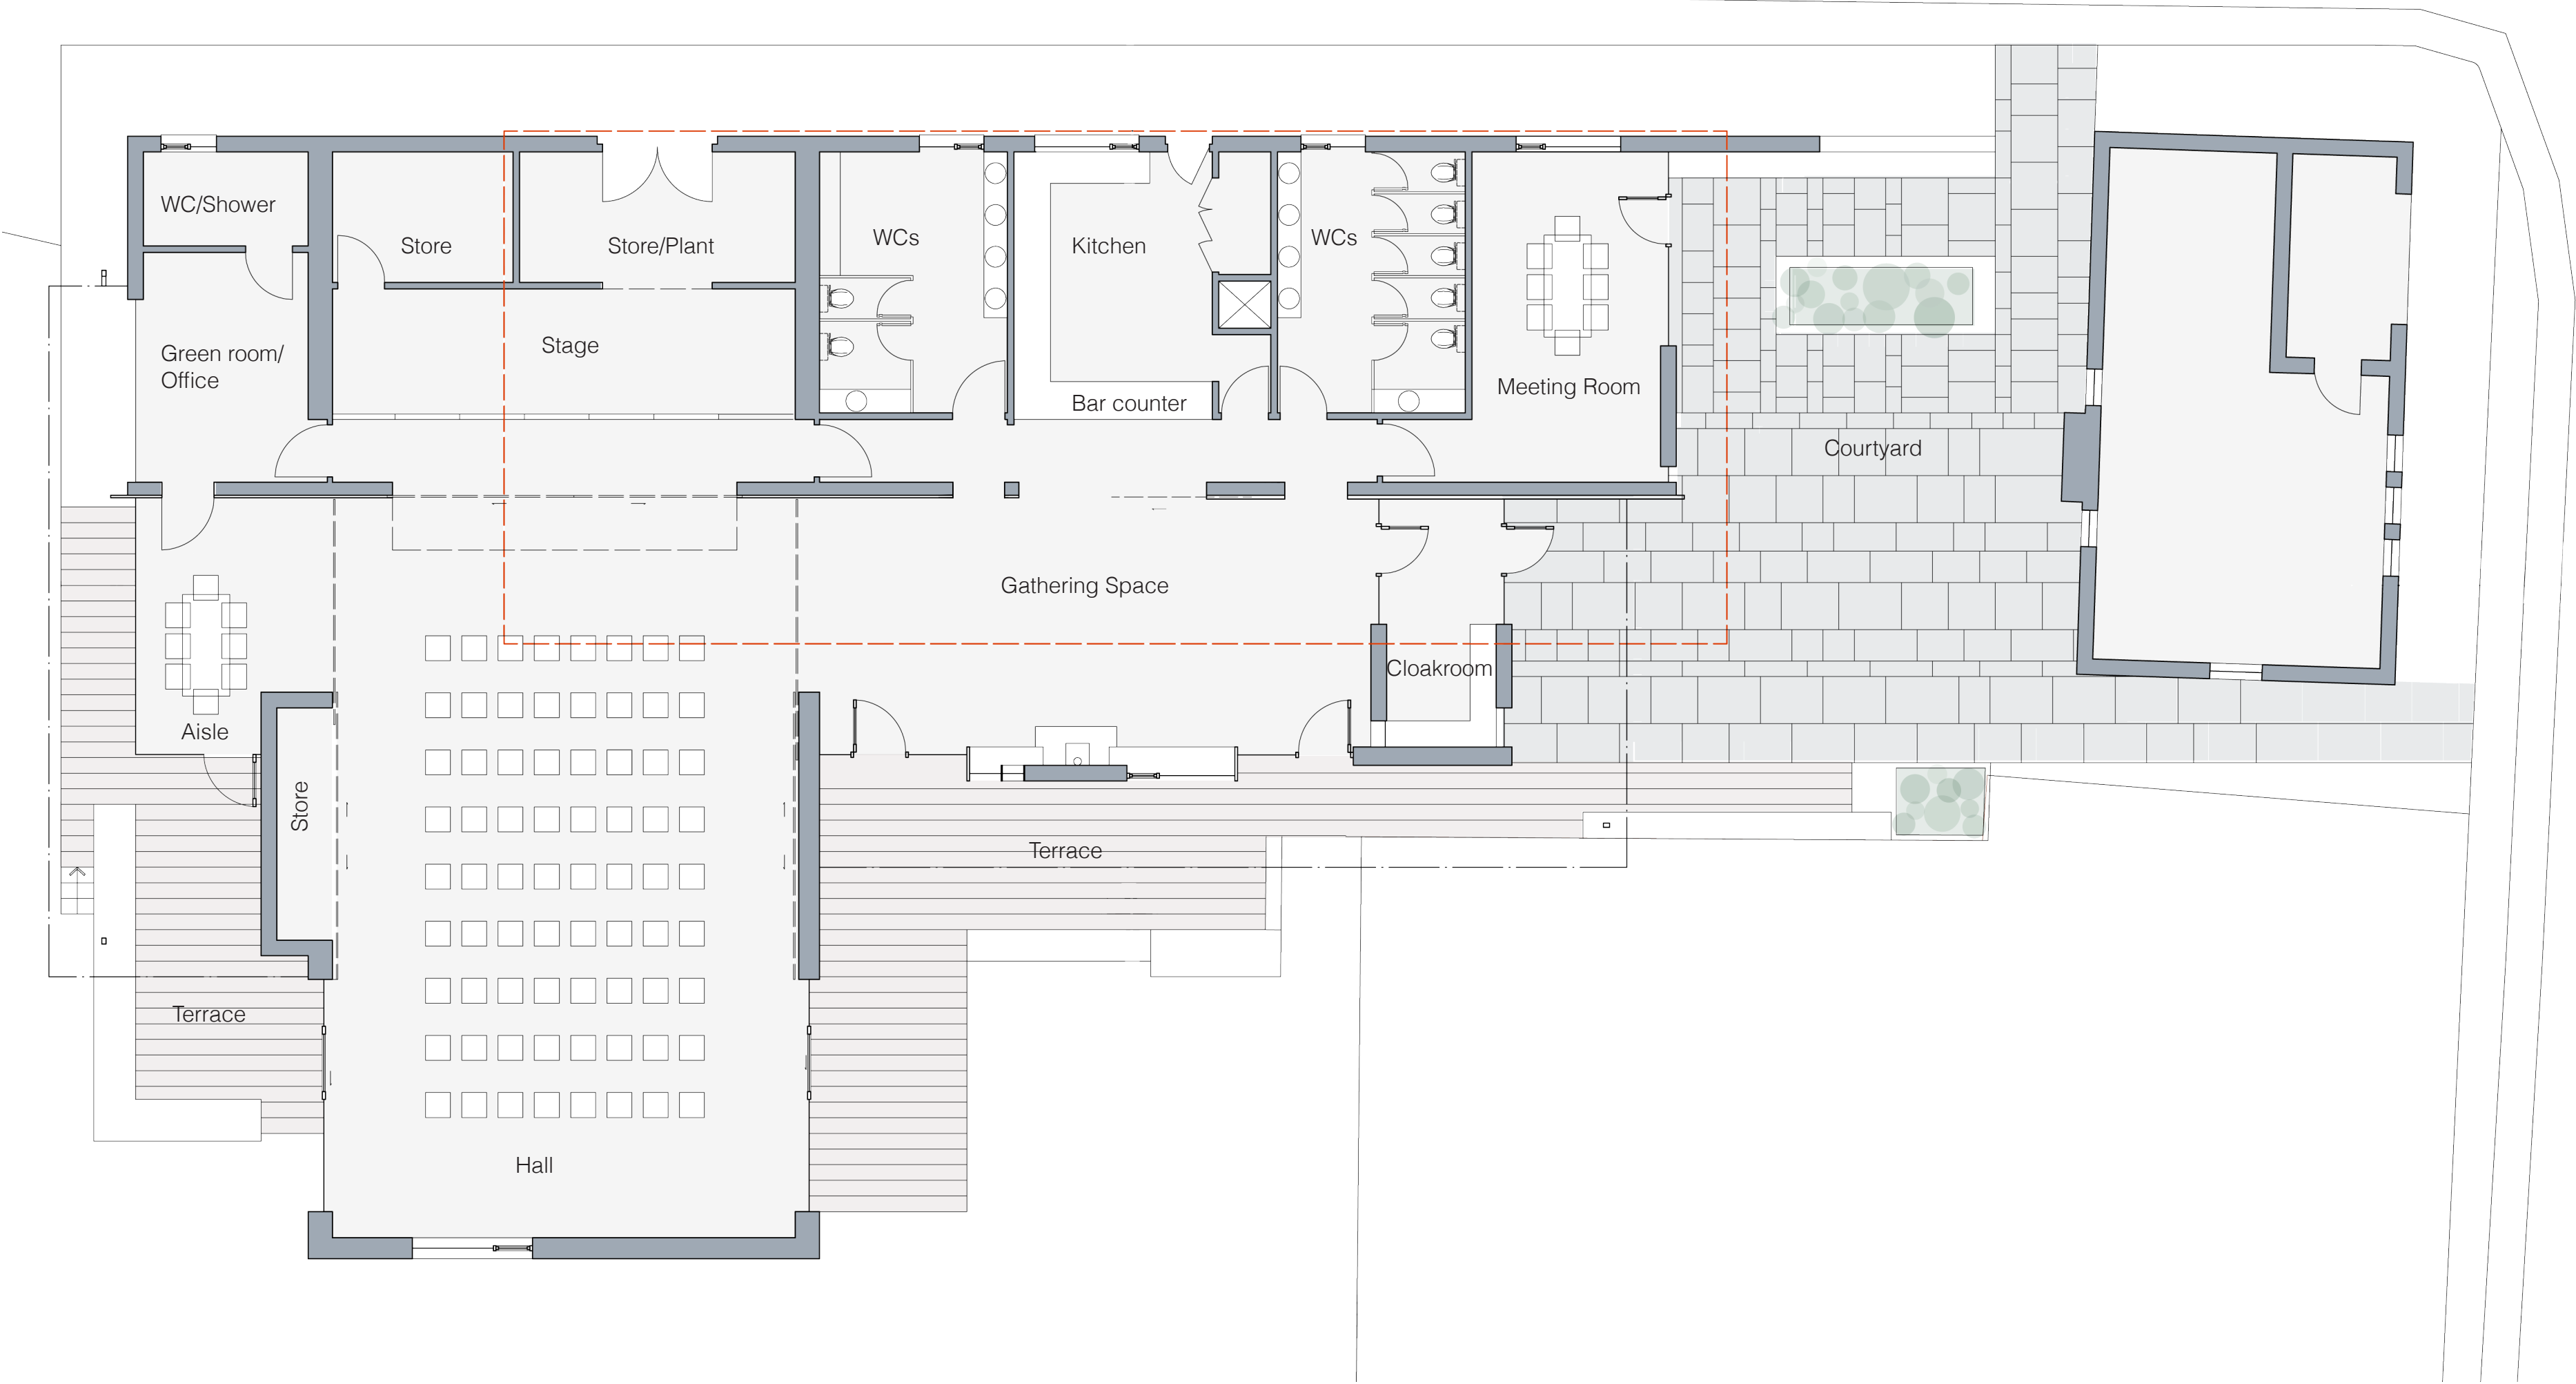 WC/Shower
Store
Store/Plant
WCs
Kitchen
WCs
Green room/
Office
Stage
Meeting Room
Bar counter
Courtyard
Gathering Space
Cloakroom
Aisle
Store
Terrace
Terrace
Hall